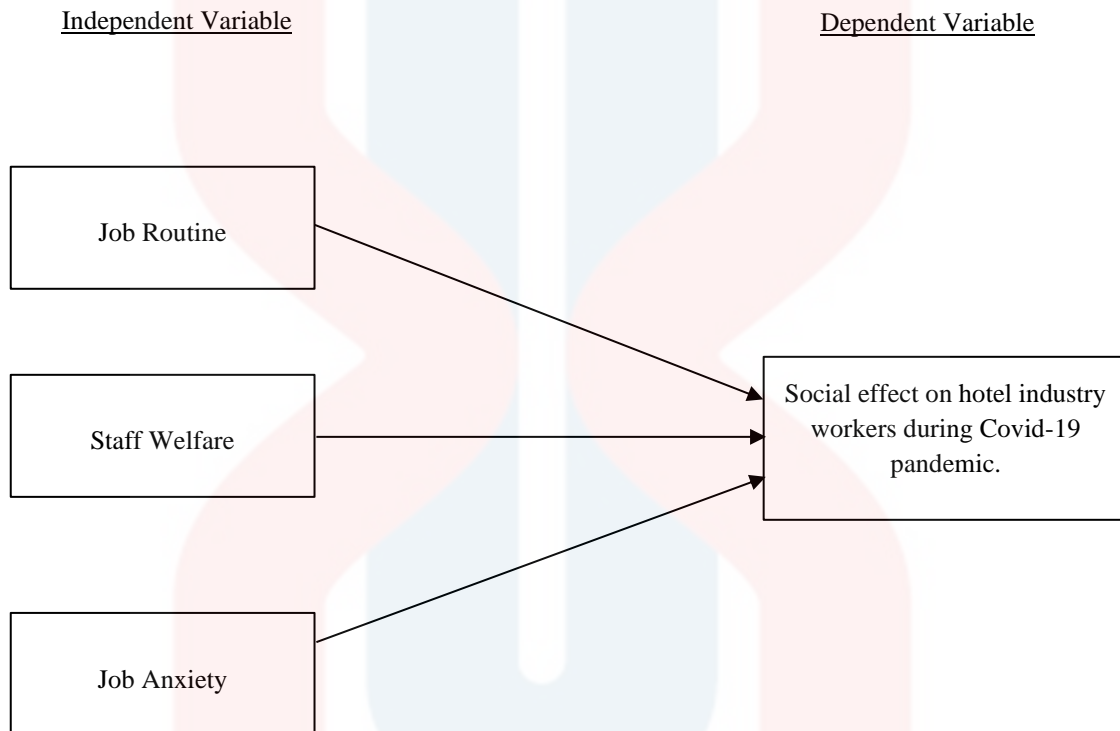 Independent Variable
Dependent Variable
Job Routine
Staff Welfare
Social effect on hotel industry
workers during Covid-19
pandemic.
Job Anxiety